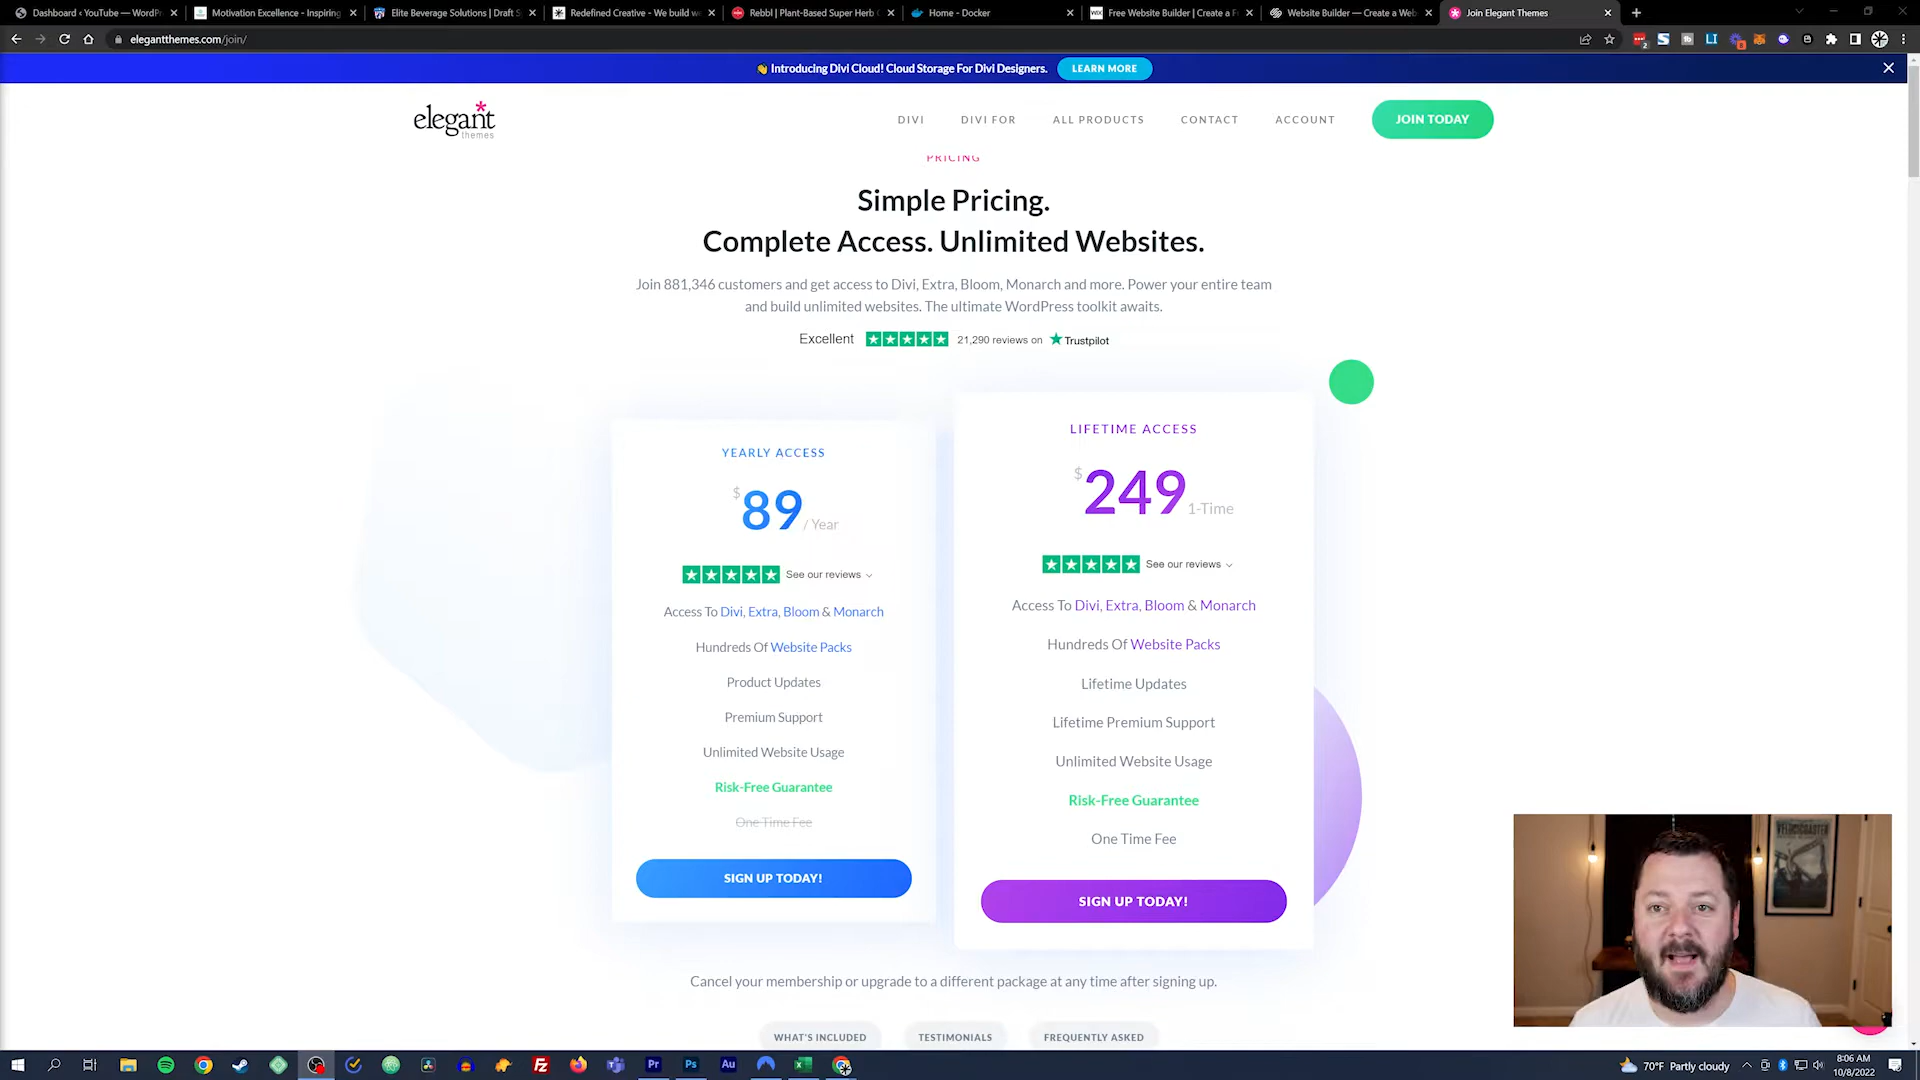 Dashboard ‹ YouTube — WordPr
Motivation Excellence - Inspiring
Elite Beverage Solutions | Draft S
Redefined Creative - We build w
Rebbl | Plant-Based Super Herb
Home - Docker
Free Website Builder | Create a F
Website Builder — Create a Web
Join Elegant Themes
elegantthemes.com/join/
Introducing Divi Cloud! Cloud Storage For Divi Designers.
LEARN MORE
elegant
themes
DIVI
DIVI FOR
ALL PRODUCTS
CONTACT
ACCOUNT
JOIN TODAY
PRICING
Simple Pricing.
Complete Access. Unlimited Websites.
Join 881,346 customers and get access to Divi, Extra, Bloom, Monarch and more. Power your entire team
and build unlimited websites. The ultimate WordPress toolkit awaits.
Excellent
21,290 reviews on
Trustpilot
YEARLY ACCESS
$89 / Year
See our reviews
Access To Divi, Extra, Bloom & Monarch
Hundreds Of Website Packs
Product Updates
Premium Support
Unlimited Website Usage
Risk-Free Guarantee
One Time Fee
SIGN UP TODAY!
LIFETIME ACCESS
$249 1-Time
See our reviews
Access To Divi, Extra, Bloom & Monarch
Hundreds Of Website Packs
Lifetime Updates
Lifetime Premium Support
Unlimited Website Usage
Risk-Free Guarantee
One Time Fee
SIGN UP TODAY!
Cancel your membership or upgrade to a different package at any time after signing up.
WHAT'S INCLUDED
TESTIMONIALS
FREQUENTLY ASKED
VELOCICOASTER
Pr
Ps
Au
70°F Partly cloudy
8:06 AM
10/8/2022